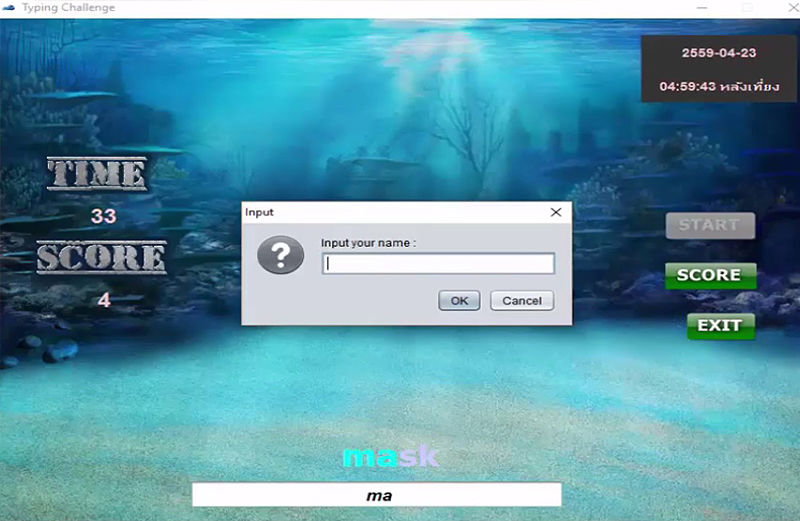 Typing Challenge
2559-04-23
04:59:43 หลังเที่ยง
TIME
33
SCORE
4
Input
Input your name :
OK
Cancel
START
SCORE
EXIT
mask
ma